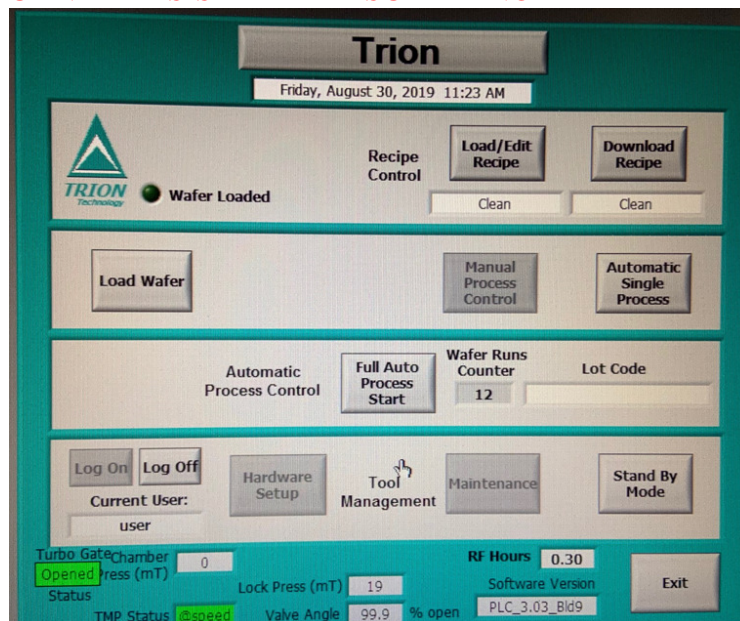 Trion
Friday, August 30, 2019 11:23 AM
TRION
Technology
Wafer Loaded
Recipe
Control
Load/Edit
Recipe
Download
Recipe
Clean
Clean
Load Wafer
Manual
Process
Control
Automatic
Single
Process
Automatic
Process Control
Full Auto
Process
Start
Wafer Runs
Counter
12
Lot Code
Log On
Log Off
Current User:
user
Hardware
Setup
Tool
Management
Maintenance
Stand By
Mode
Turbo Gate
Opened
Status
Chamber
Press (mT)
0
Lock Press (mT) 19
RF Hours 0.30
Software Version
PLC_3.03_Bld9
Exit
TMP Status @speed
Valve Angle 99.9 % open